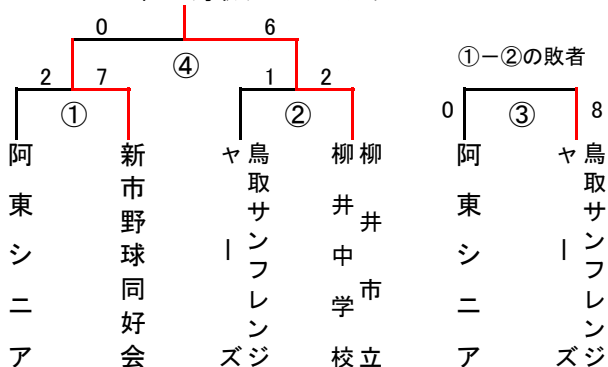 0 6
④
①－②の敗者
2 7 1 2
0 8
① ② ③
阿東シニア
新市野球同好会
鳥取サンフレンジ
ャーズ
柳井市立
柳井中学校
阿東シニア
鳥取サンフレンジ
ャーズ